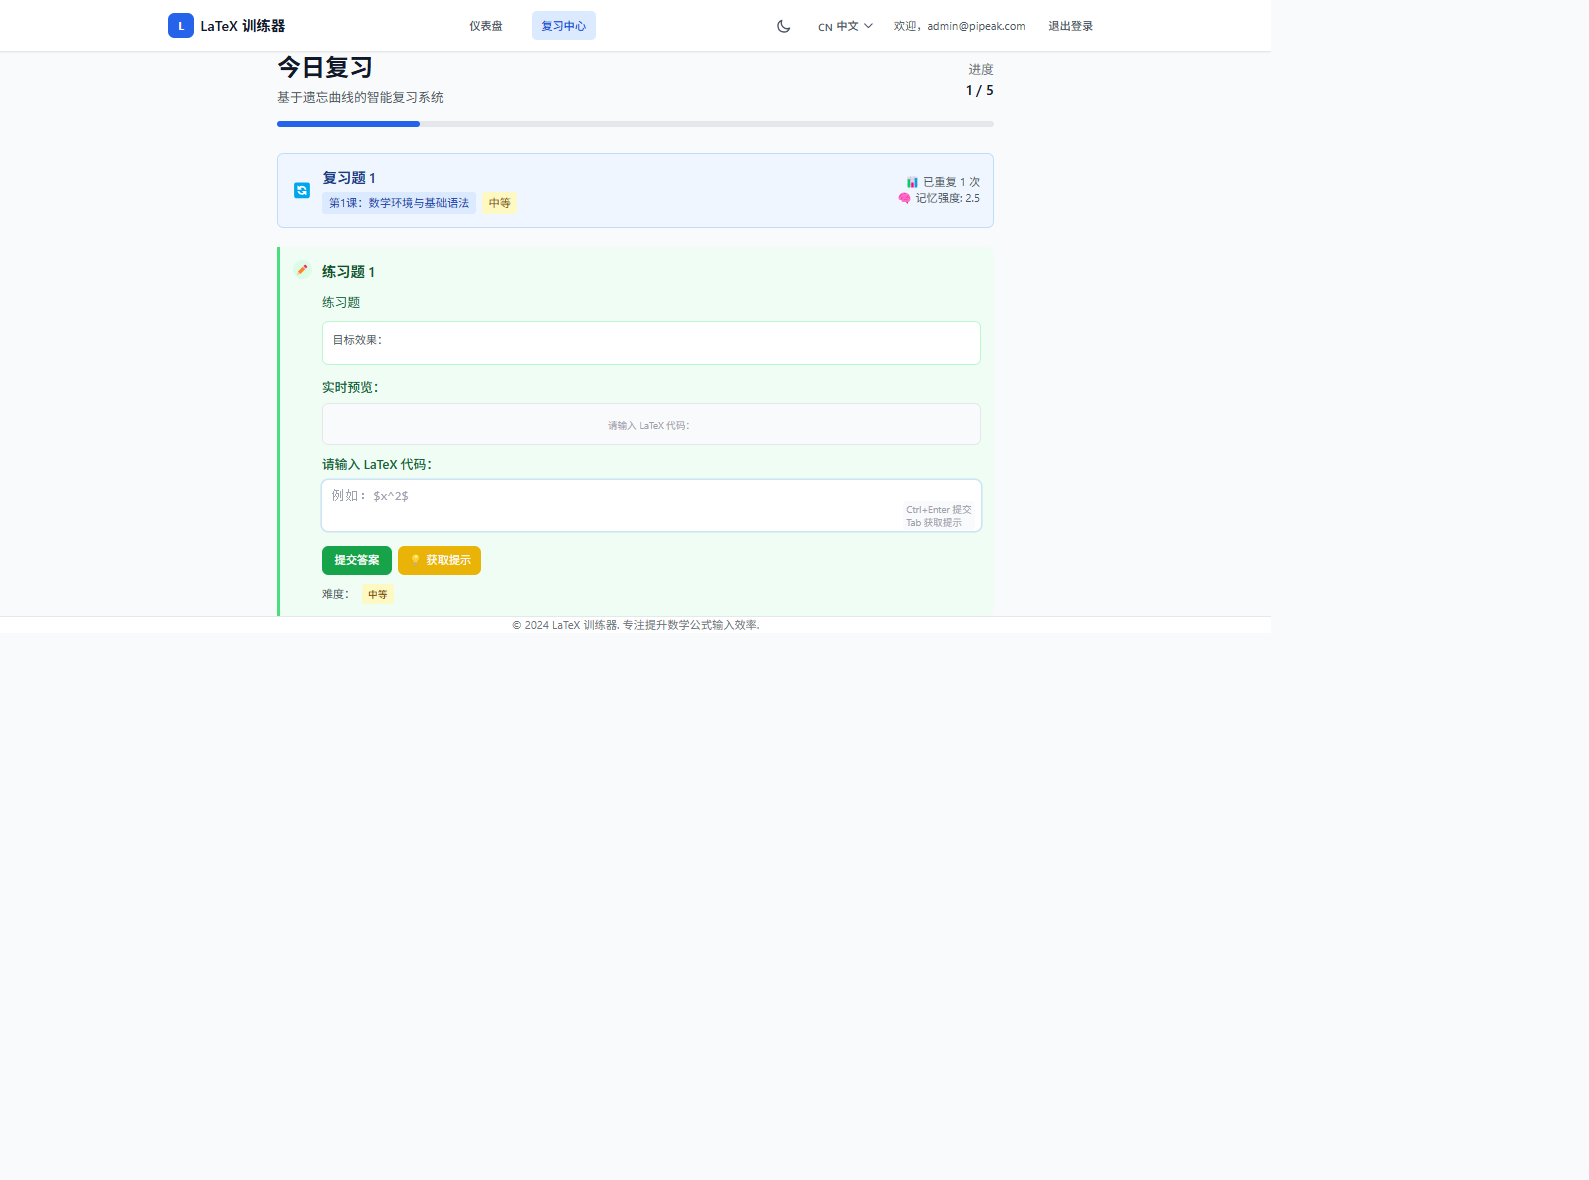 L LaTeX 训练器
仪表盘
复习中心
CN 中文
欢迎，admin@pipeak.com
退出登录
今日复习
基于遗忘曲线的智能复习系统
进度
1 / 5
复习题 1
第1课：数学环境与基础语法
中等
已重复 1 次
记忆强度: 2.5
练习题 1
练习题
目标效果：
实时预览：
请输入 LaTeX 代码：
请输入 LaTeX 代码：
例如：$x^2$
Ctrl+Enter 提交
Tab 获取提示
提交答案
获取提示
难度：
中等
© 2024 LaTeX 训练器. 专注提升数学公式输入效率.